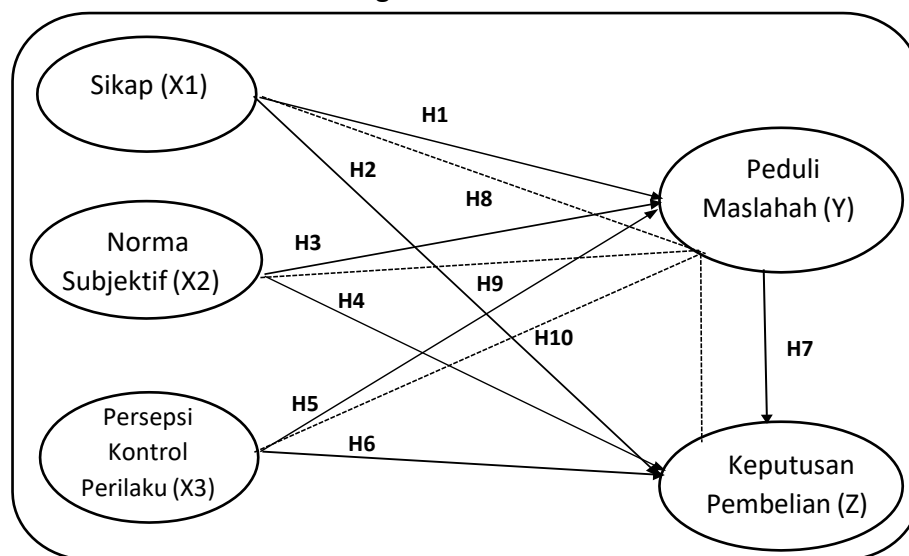 Sikap (X1)
H1
H2
Peduli
Maslahah (Y)
H8
Norma
Subjektif (X2)
H3
H9
H4
H10
H7
H5
Persepsi
Kontrol
Perilaku (X3)
H6
Keputusan
Pembelian (Z)